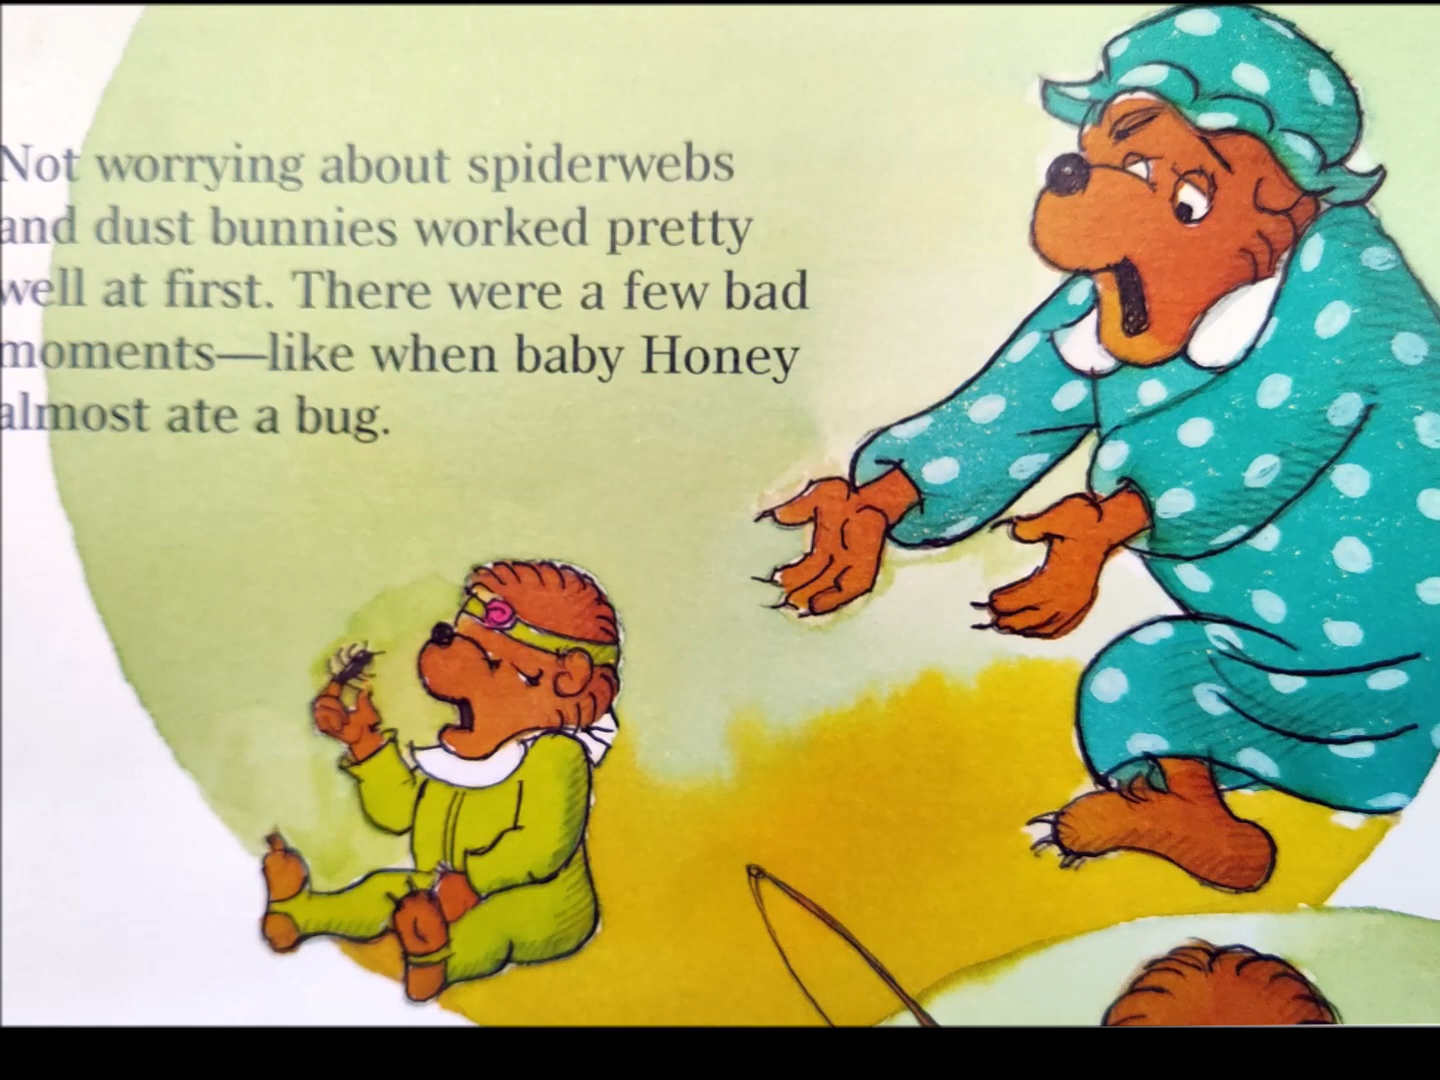 Not worrying about spiderwebs
and dust bunnies worked pretty
well at first. There were a few bad
moments—like when baby Honey
almost ate a bug.